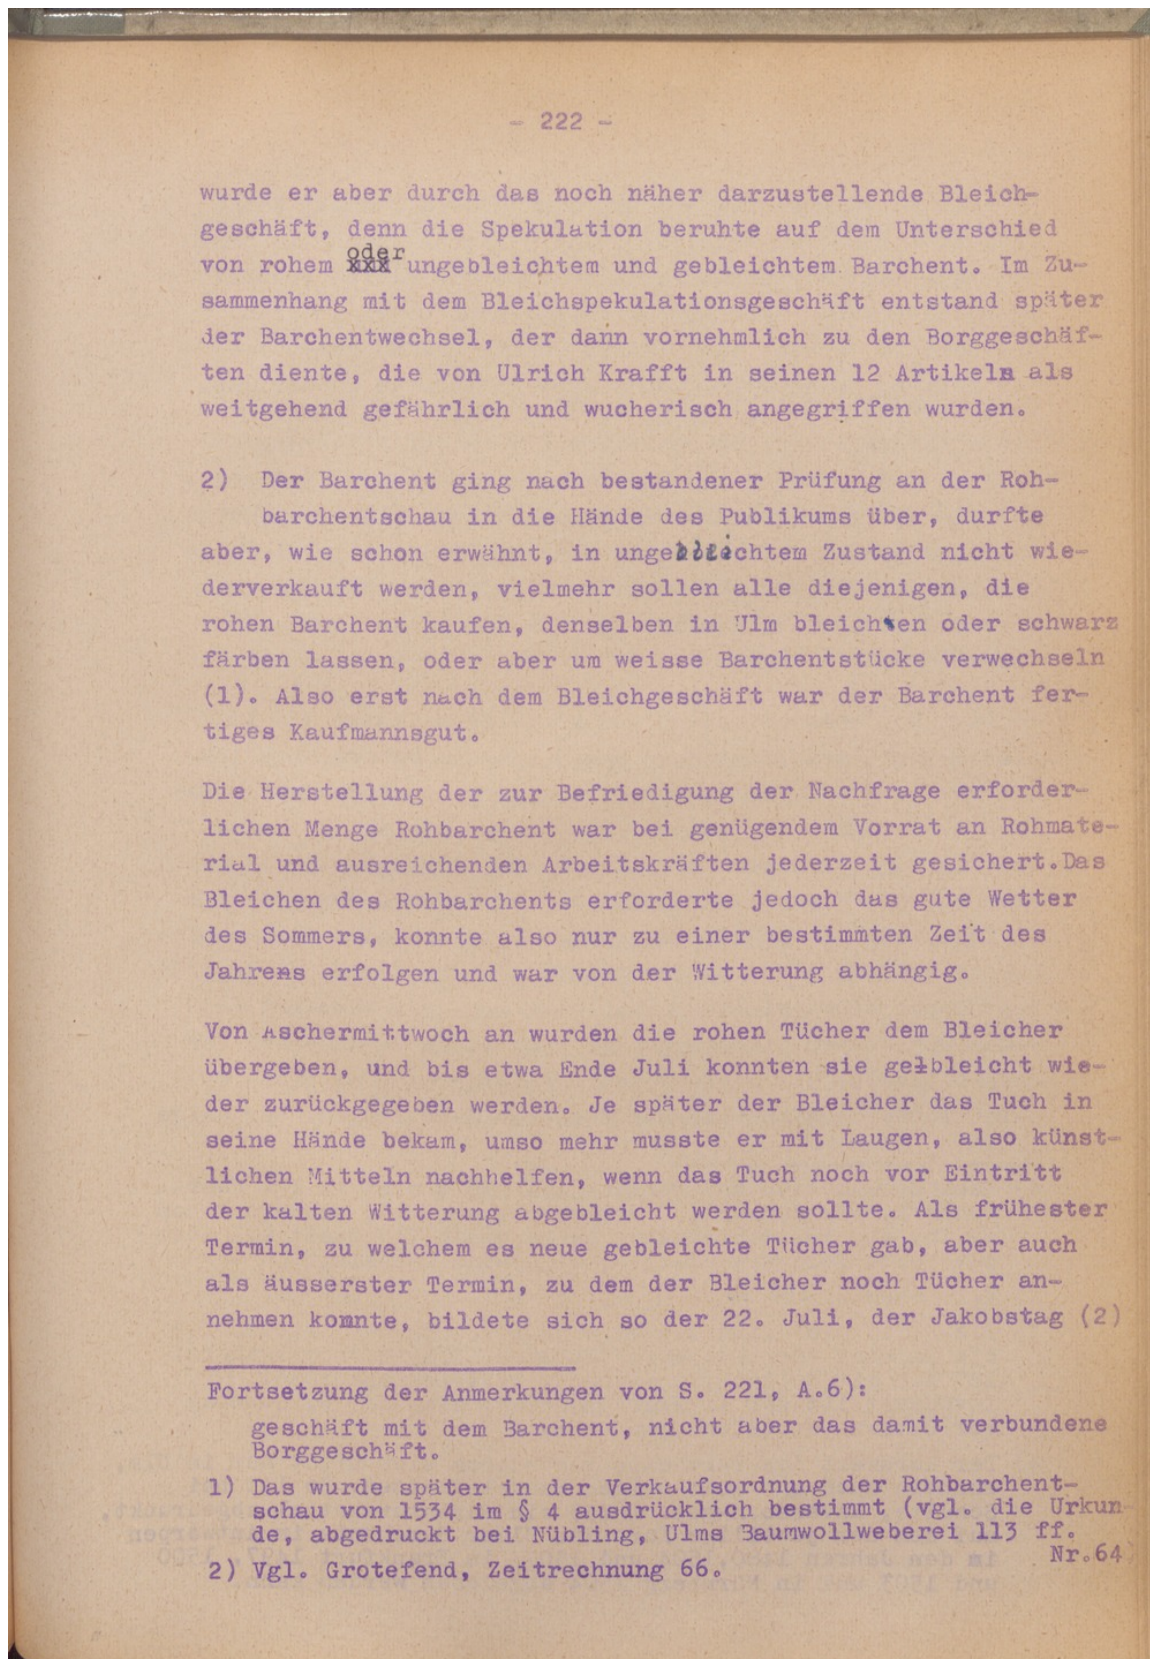 - 222 -
wurde er aber durch das noch näher darzustellende Bleich-
geschäft, denn die Spekulation beruhte auf dem Unterschied
von rohem oder ungebleichtem und gebleichtem Barchent. Im Zu-
sammenhang mit dem Bleichspekulationsgeschäft entstand später
der Barchentwechsel, der dann vornehmlich zu den Borggeschäf-
ten diente, die von Ulrich Krafft in seinen 12 Artikeln als
weitgehend gefährlich und wucherisch angegriffen wurden.
2) Der Barchent ging nach bestandener Prüfung an der Roh-
barchentschau in die Hände des Publikums über, durfte
aber, wie schon erwähnt, in ungebleichtem Zustand nicht wie-
derverkauft werden, vielmehr sollen alle diejenigen, die
rohen Barchent kaufen, denselben in Ulm bleichen oder schwarz
färben lassen, oder aber um weisse Barchentstücke verwechseln
(1). Also erst nach dem Bleichgeschäft war der Barchent fer-
tiges Kaufmannsgut.
Die Herstellung der zur Befriedigung der Nachfrage erforder-
lichen Menge Rohbarchent war bei genügendem Vorrat an Rohmate-
rial und ausreichenden Arbeitskräften jederzeit gesichert.Das
Bleichen des Rohbarchents erforderte jedoch das gute Wetter
des Sommers, konnte also nur zu einer bestimmten Zeit des
Jahres erfolgen und war von der Witterung abhängig.
Von Aschermittwoch an wurden die rohen Tücher dem Bleicher
übergeben, und bis etwa Ende Juli konnten sie gebleicht wie-
der zurückgegeben werden. Je später der Bleicher das Tuch in
seine Hände bekam, umso mehr musste er mit Laugen, also künst-
lichen Mitteln nachhelfen, wenn das Tuch noch vor Eintritt
der kalten Witterung abgebleicht werden sollte. Als frühester
Termin, zu welchem es neue gebleichte Tücher gab, aber auch
als äusserster Termin, zu dem der Bleicher noch Tücher an-
nehmen konnte, bildete sich so der 22. Juli, der Jakobstag (2)
Fortsetzung der Anmerkungen von S. 221, A.6):
geschäft mit dem Barchent, nicht aber das damit verbundene
Borggeschäft.
1) Das wurde später in der Verkaufsordnung der Rohbarchent-
schau von 1534 im § 4 ausdrücklich bestimmt (vgl. die Urkun-
de, abgedruckt bei Nübling, Ulms Baumwollweberei 113 ff.
Nr.64)
2) Vgl. Grotefend, Zeitrechnung 66.